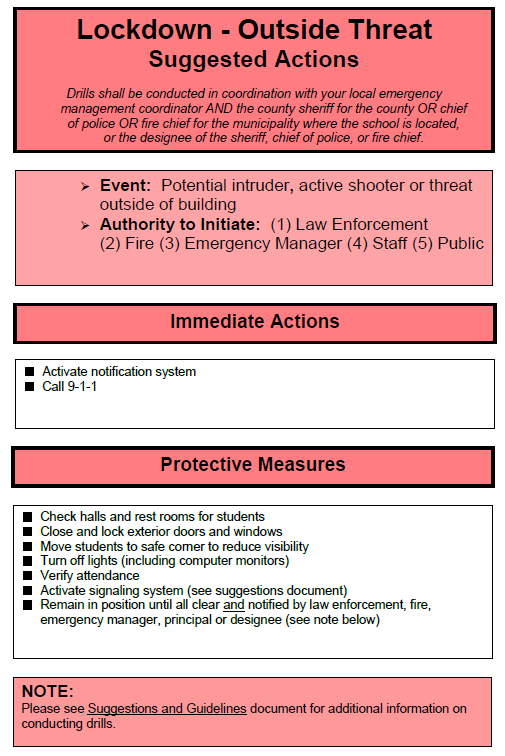 Lockdown - Outside Threat
Suggested Actions
Drills shall be conducted in coordination with your local emergency
management coordinator AND the county sheriff for the county OR chief
of police OR fire chief for the municipality where the school is located,
or the designee of the sheriff, chief of police, or fire chief.
➢ Event: Potential intruder, active shooter or threat
outside of building
➢ Authority to Initiate: (1) Law Enforcement
(2) Fire (3) Emergency Manager (4) Staff (5) Public
Immediate Actions
■ Activate notification system
■ Call 9-1-1
Protective Measures
■ Check halls and rest rooms for students
■ Close and lock exterior doors and windows
■ Move students to safe corner to reduce visibility
■ Turn off lights (including computer monitors)
■ Verify attendance
■ Activate signaling system (see suggestions document)
■ Remain in position until all clear and notified by law enforcement, fire,
emergency manager, principal or designee (see note below)
NOTE:
Please see Suggestions and Guidelines document for additional information on
conducting drills.